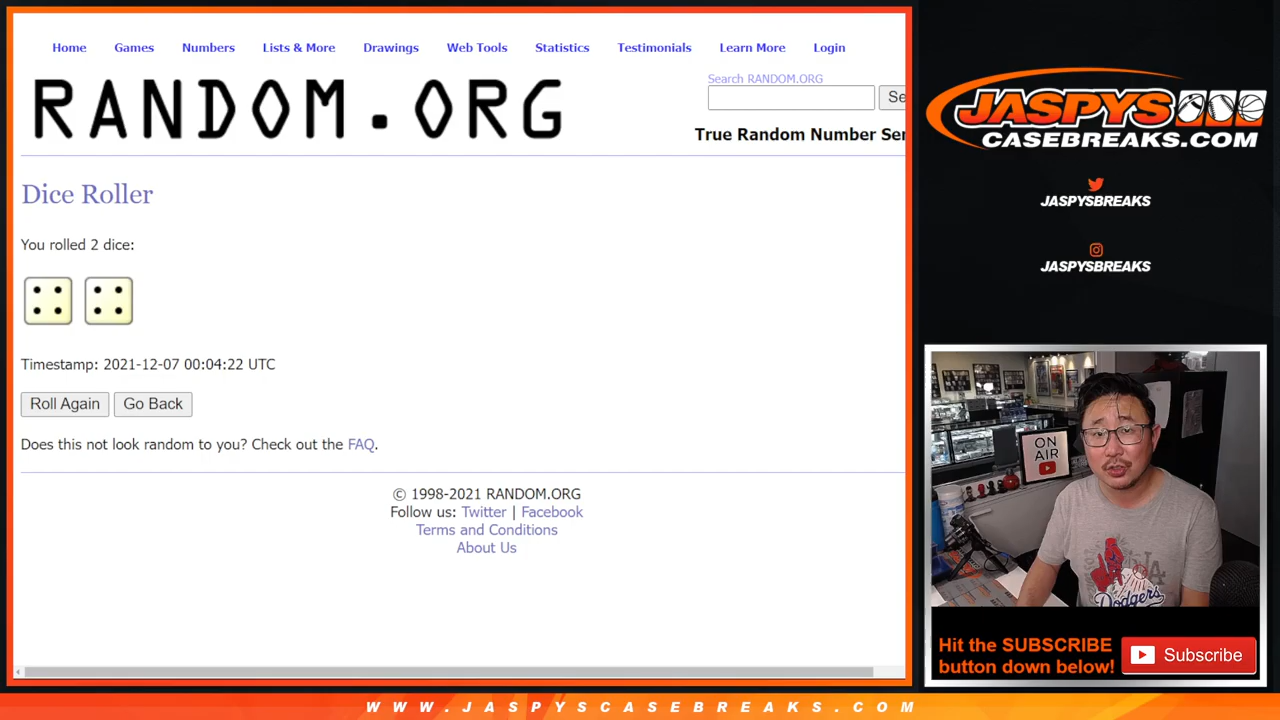 Home Games Numbers Lists & More Drawings Web Tools Statistics Testimonials Learn More Login
RANDOM.ORG
Search RANDOM.ORG
Se
True Random Number Ser
Dice Roller
You rolled 2 dice:
Timestamp: 2021-12-07 00:04:22 UTC
Roll Again Go Back
Does this not look random to you? Check out the FAQ.
© 1998-2021 RANDOM.ORG
Follow us: Twitter | Facebook
Terms and Conditions
About Us
JASPYS
CASEBREAKS.COM
JASPYSBREAKS
JASPYSBREAKS
ON
AIR
LA
Dodgers
Hit the SUBSCRIBE
button down below!
Subscribe
WWW.JASPYSCASEBREAKS.COM